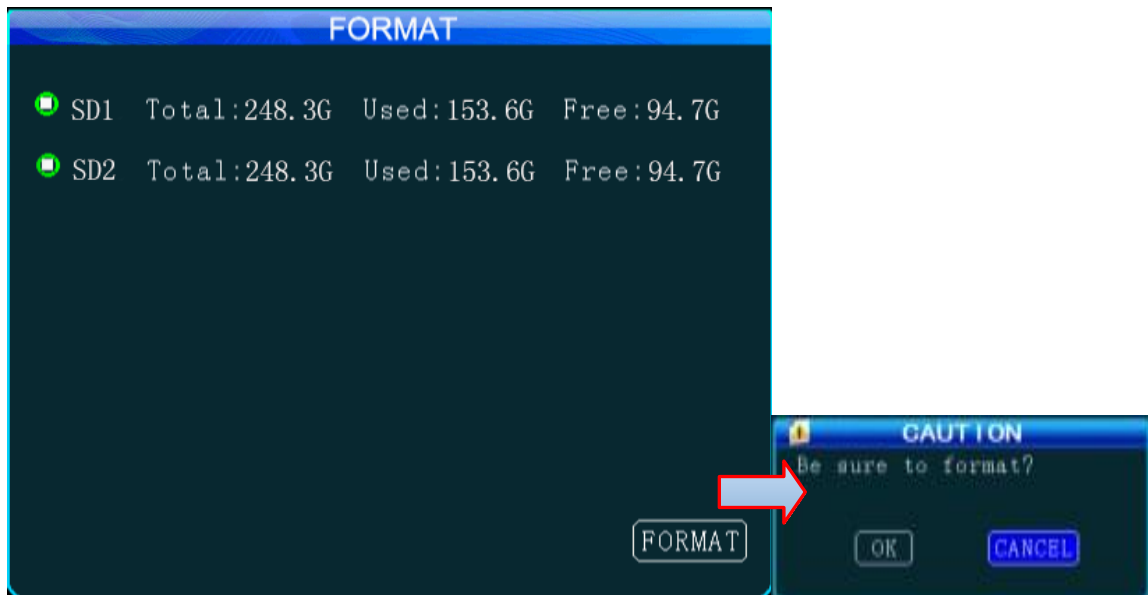 FORMAT
SD1 Total:248.3G Used:153.6G Free:94.7G
SD2 Total:248.3G Used:153.6G Free:94.7G
FORMAT
CAUTION
Be sure to format?
OK CANCEL